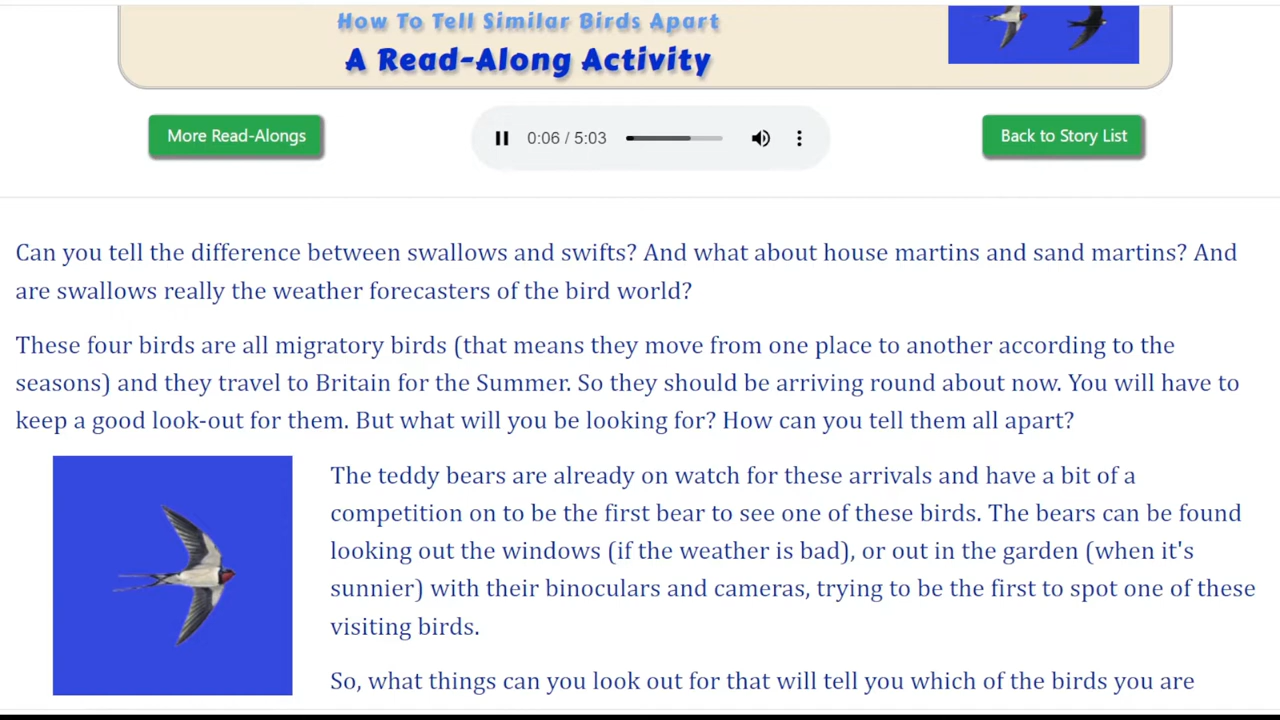 How To Tell Similar Birds Apart
A Read-Along Activity
More Read-Alongs
0:06 / 5:03
Back to Story List
Can you tell the difference between swallows and swifts? And what about house martins and sand martins? And
are swallows really the weather forecasters of the bird world?
These four birds are all migratory birds (that means they move from one place to another according to the
seasons) and they travel to Britain for the Summer. So they should be arriving round about now. You will have to
keep a good look-out for them. But what will you be looking for? How can you tell them all apart?
The teddy bears are already on watch for these arrivals and have a bit of a
competition on to be the first bear to see one of these birds. The bears can be found
looking out the windows (if the weather is bad), or out in the garden (when it's
sunnier) with their binoculars and cameras, trying to be the first to spot one of these
visiting birds.
So, what things can you look out for that will tell you which of the birds you are